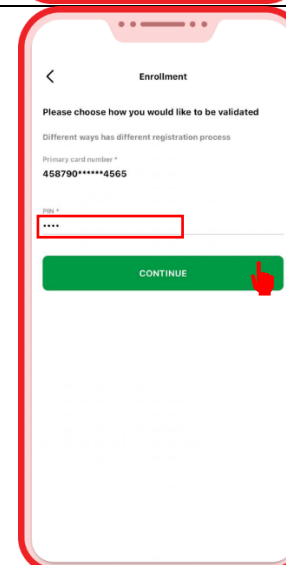 Enrollment
Please choose how you would like to be validated
Different ways has different registration process
Primary card number *
458790******4565
PIN *
••••
CONTINUE